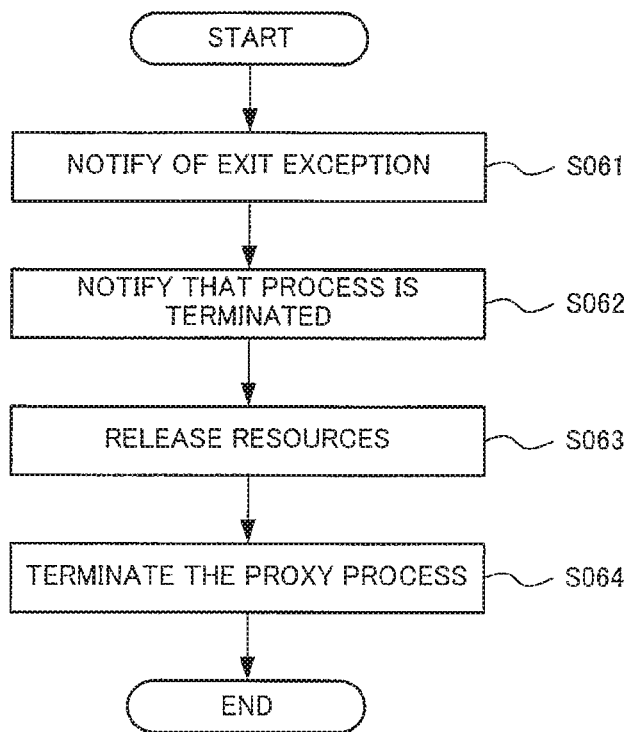 START
NOTIFY OF EXIT EXCEPTION
S061
NOTIFY THAT PROCESS IS
TERMINATED
S062
RELEASE RESOURCES
S063
TERMINATE THE PROXY PROCESS
S064
END